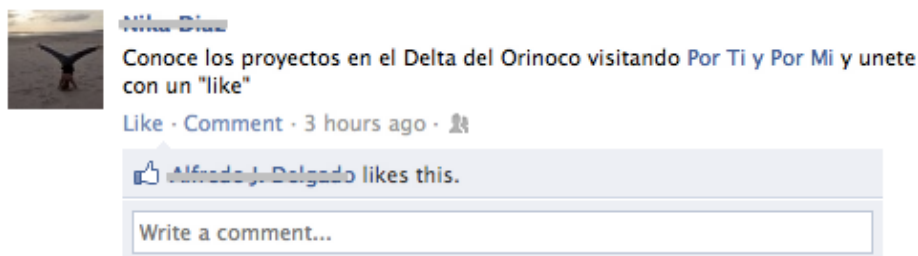 Conoce los proyectos en el Delta del Orinoco visitando Por Ti y Por Mi y unete
con un "like"
Like · Comment · 3 hours ago ·
likes this.
Write a comment...